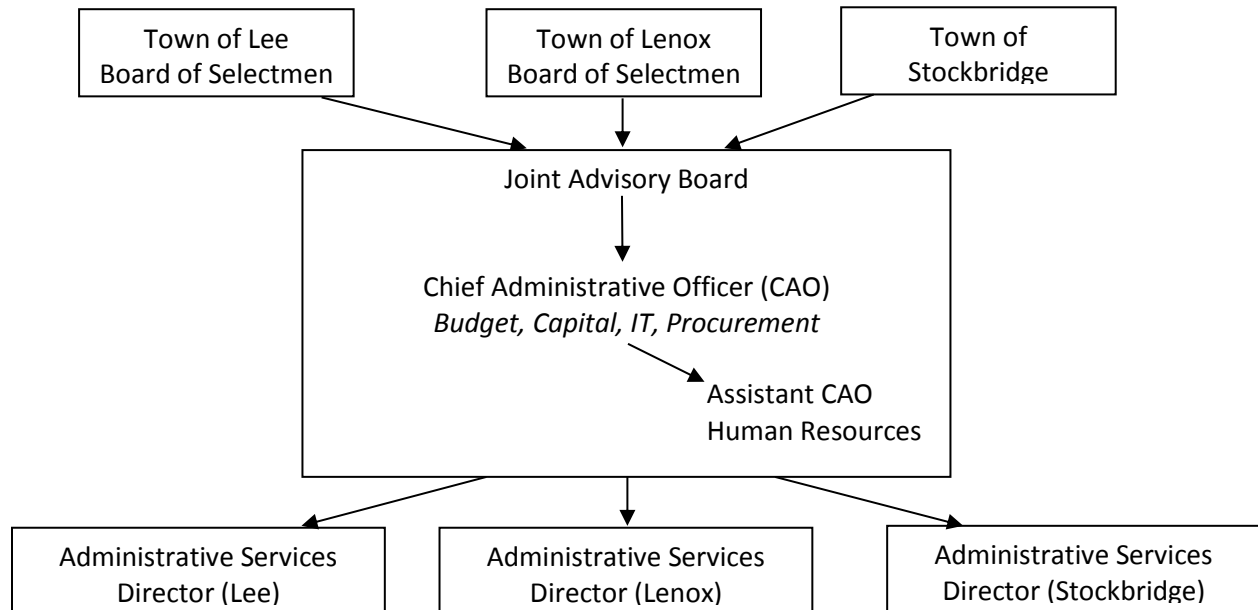 Town of Lee
Board of Selectmen
Town of Lenox
Board of Selectmen
Town of
Stockbridge
Joint Advisory Board
Chief Administrative Officer (CAO)
Budget, Capital, IT, Procurement
Assistant CAO
Human Resources
Administrative Services
Director (Lee)
Administrative Services
Director (Lenox)
Administrative Services
Director (Stockbridge)